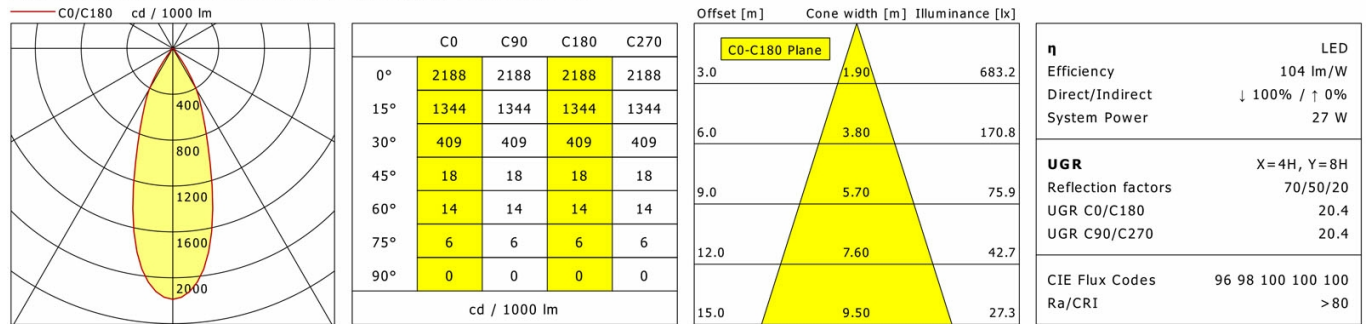 C0/C180 cd / 1000 lm
400
800
1200
1600
2000
C0 C90 C180 C270
0° 2188 2188 2188 2188
15° 1344 1344 1344 1344
30° 409 409 409 409
45° 18 18 18 18
60° 14 14 14 14
75° 6 6 6 6
90° 0 0 0 0
cd / 1000 lm
Offset [m] Cone width [m] Illuminance [lx]
C0-C180 Plane
3.0 1.90 683.2
6.0 3.80 170.8
9.0 5.70 75.9
12.0 7.60 42.7
15.0 9.50 27.3
η LED
Efficiency 104 lm/W
Direct/Indirect ↓ 100% / ↑ 0%
System Power 27 W
UGR X=4H, Y=8H
Reflection factors 70/50/20
UGR C0/C180 20.4
UGR C90/C270 20.4
CIE Flux Codes 96 98 100 100 100
Ra/CRI >80